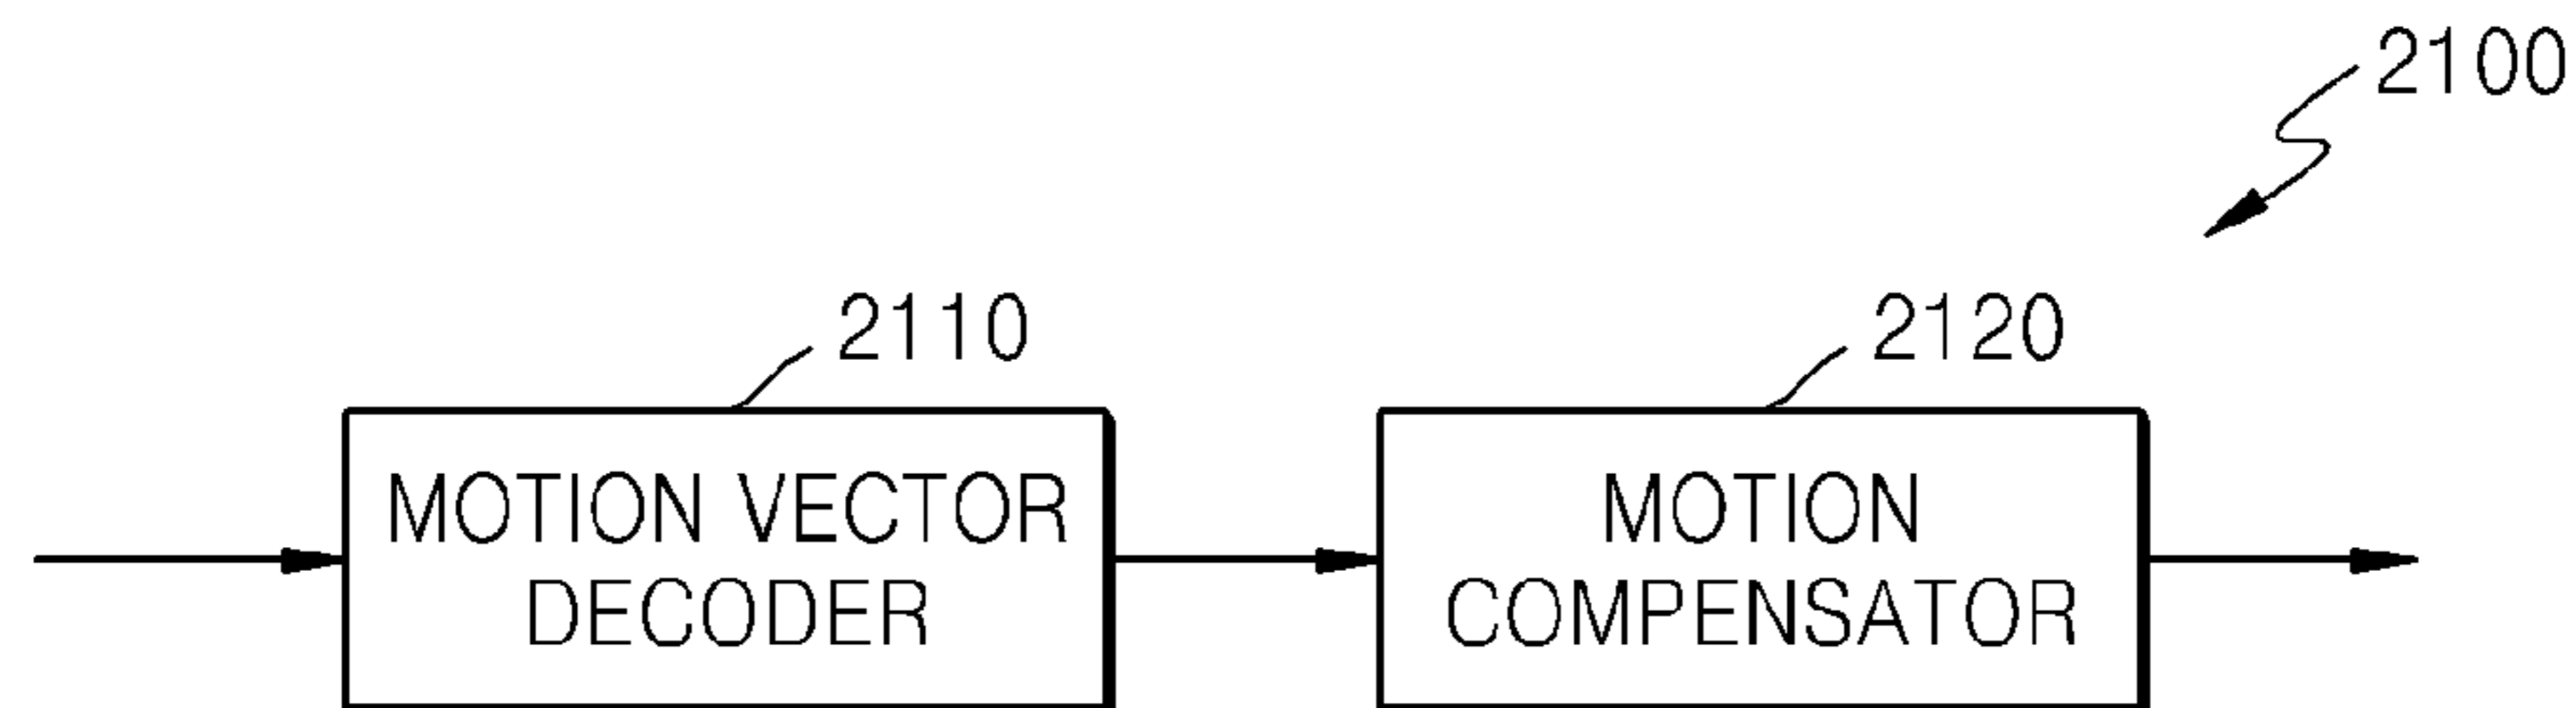 2100
2110
2120
MOTION VECTOR
DECODER
MOTION
COMPENSATOR